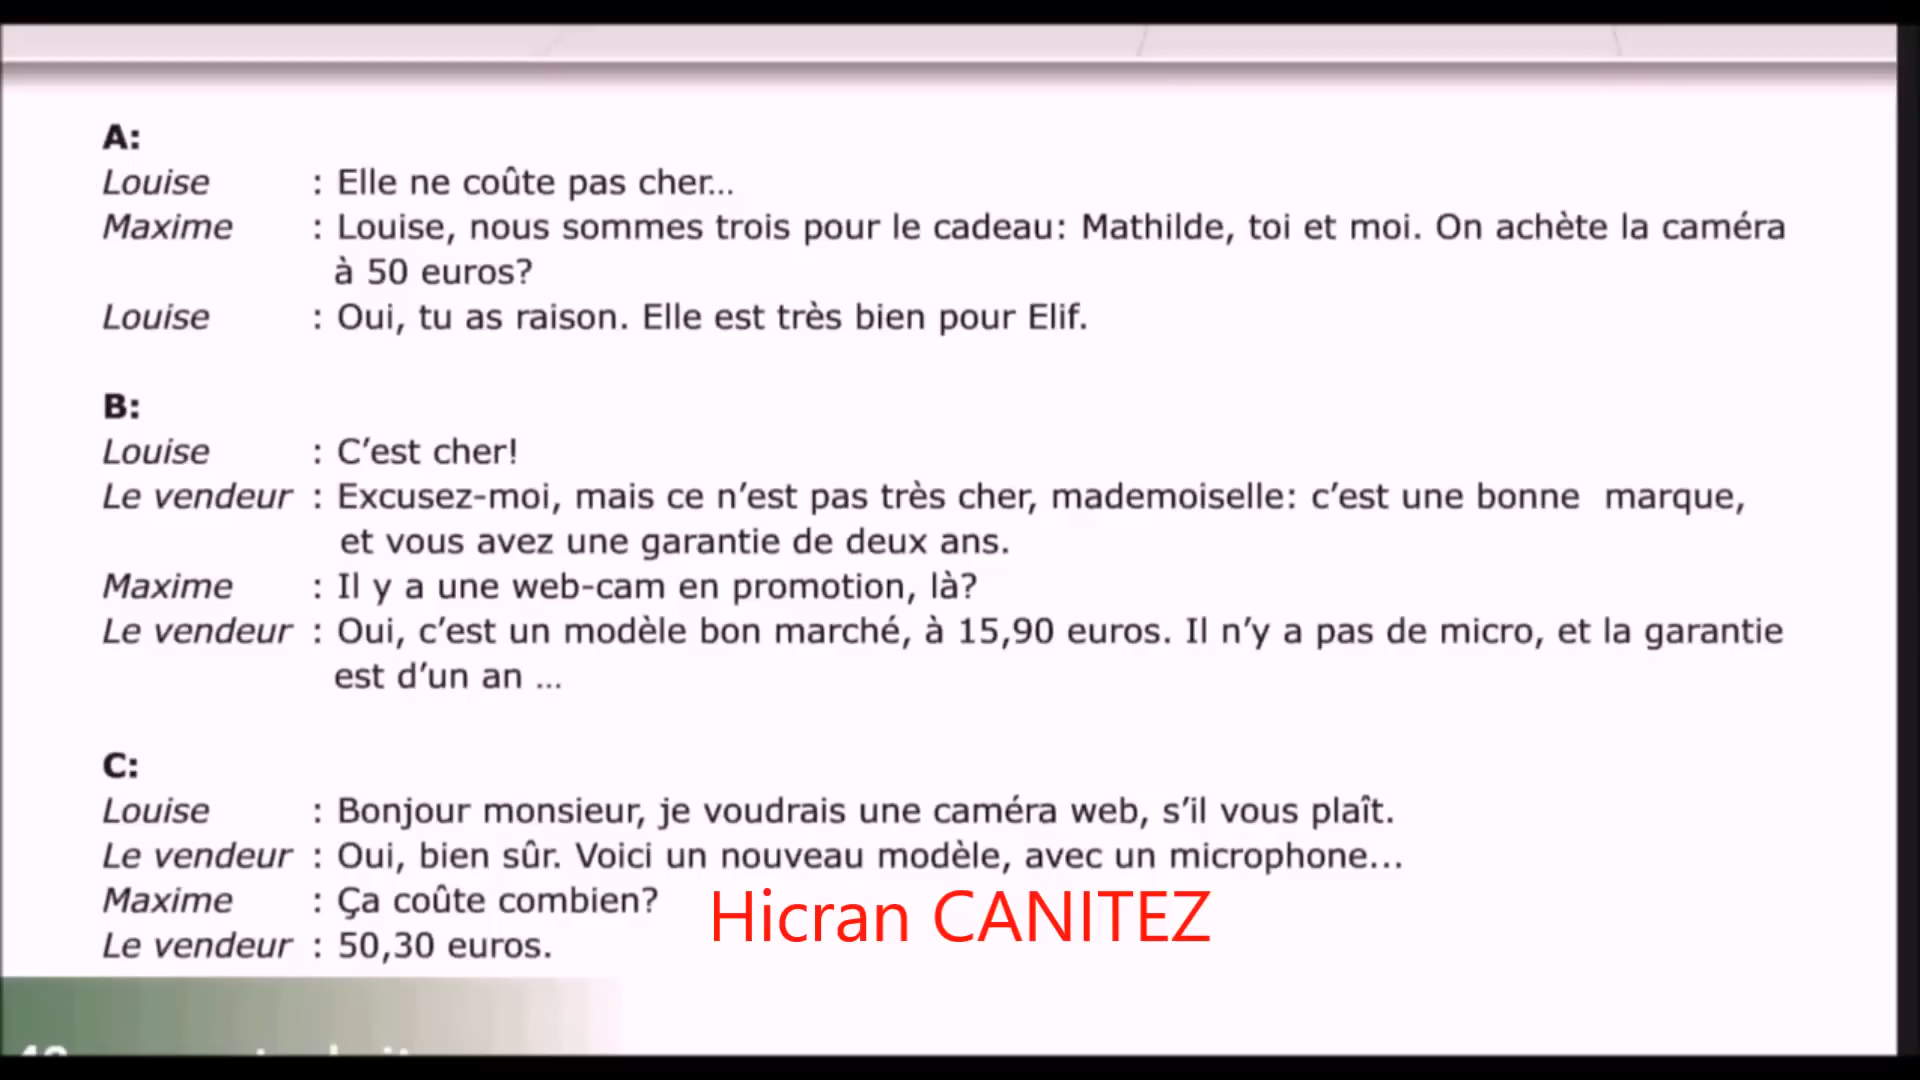 A:
Louise : Elle ne coûte pas cher...
Maxime : Louise, nous sommes trois pour le cadeau: Mathilde, toi et moi. On achète la caméra
à 50 euros?
Louise : Oui, tu as raison. Elle est très bien pour Elif.
B:
Louise : C’est cher!
Le vendeur : Excusez-moi, mais ce n’est pas très cher, mademoiselle: c’est une bonne marque,
et vous avez une garantie de deux ans.
Maxime : Il y a une web-cam en promotion, là?
Le vendeur : Oui, c’est un modèle bon marché, à 15,90 euros. Il n’y a pas de micro, et la garantie
est d’un an ...
C:
Louise : Bonjour monsieur, je voudrais une caméra web, s’il vous plaît.
Le vendeur : Oui, bien sûr. Voici un nouveau modèle, avec un microphone...
Maxime : Ça coûte combien?
Le vendeur : 50,30 euros.
Hicran CANITEZ